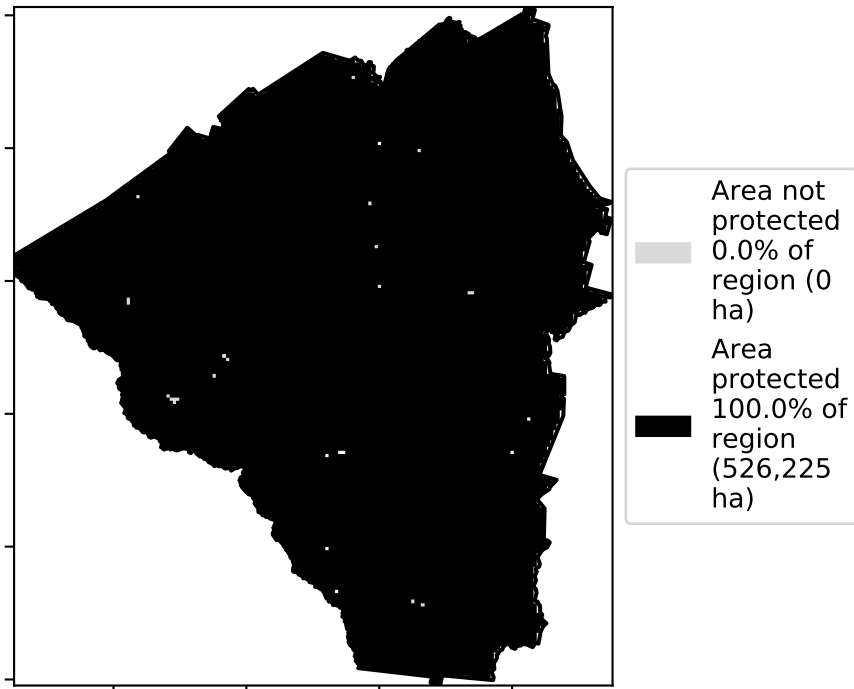 Area not
protected
0.0% of
region (0
ha)
Area
protected
100.0% of
region
(526,225
ha)